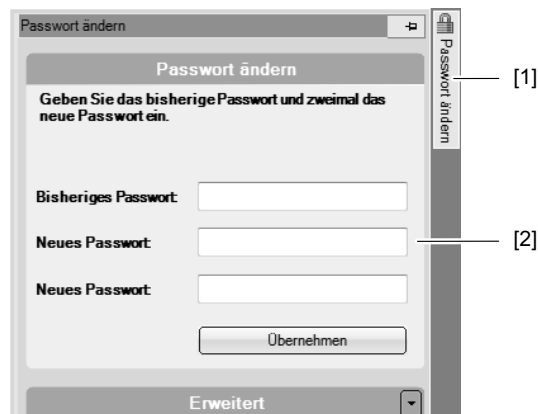 Passwort ändern
Passwort ändern
Geben Sie das bisherige Passwort und zweimal das
neue Passwort ein.
Bisheriges Passwort:
Neues Passwort:
Neues Passwort:
Übernehmen
Erweitert
Passwort ändern
[1]
[2]